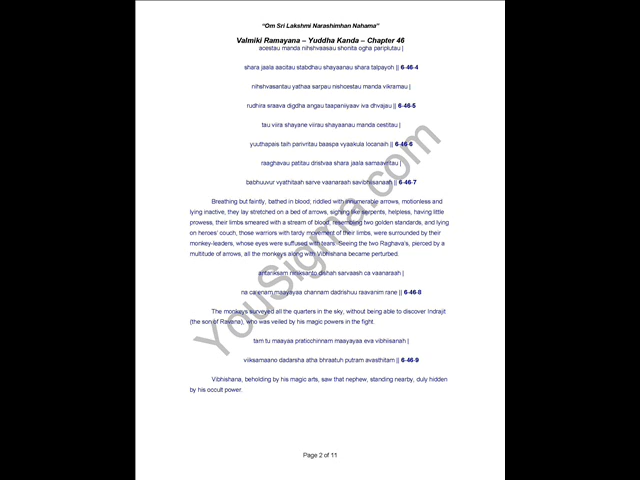 “Om Sri Lakshmi Narashimhan Nahama”
Valmiki Ramayana – Yuddha Kanda – Chapter 46
acestau manda nihshvaasau shonita ogha pariplutau |
shara jaala aacitau stabdhau shayaanau shara talpayoh || 6-46-4
nihshvasantau yathaa sarpau nishcestau manda vikramau |
rudhira sraava digdha angau taapaniiyaav iva dhvajau || 6-46-5
tau viira shayane viirau shayaanau manda cestitau |
yuuthapais taih parivritau baaspa vyaakula locanaih || 6-46-6
raaghavau patitau dristvaa shara jaala samaavritau |
babhuuvur vyathitaah sarve vaanaraah savibhiisanaah || 6-46-7
Breathing but faintly, bathed in blood; riddled with innumerable arrows, motionless and
lying inactive; they lay stretched on a bed of arrows, sighing like serpents, helpless, having little
prowess, their limbs smeared with a stream of blood, resembling two golden standards, and lying
on heroes' couch, those warriors with tardy movement of their limbs, were surrounded by their
monkey-leaders, whose eyes were suffused with tears. Seeing the two Raghava's, pierced by a
multitude of arrows, all the monkeys along with Vibhishana became perturbed.
antariksam niriiksanto dishah sarvaash ca vaanaraah |
na ca enam maayayaa channam dadrishuu raavanim rane || 6-46-8
The monkeys surveyed all the quarters in the sky, without being able to discover Indrajit
(the son of Ravana), who was veiled by his magic powers in the fight.
tam tu maayaa praticchinnam maayayaa eva vibhiisanah |
viiksamaano dadarsha atha bhraatuh putram avasthitam || 6-46-9
Vibhishana, beholding by his magic arts, saw that nephew, standing nearby, duly hidden
by his occult power.
YouSigma.com
Page 2 of 11